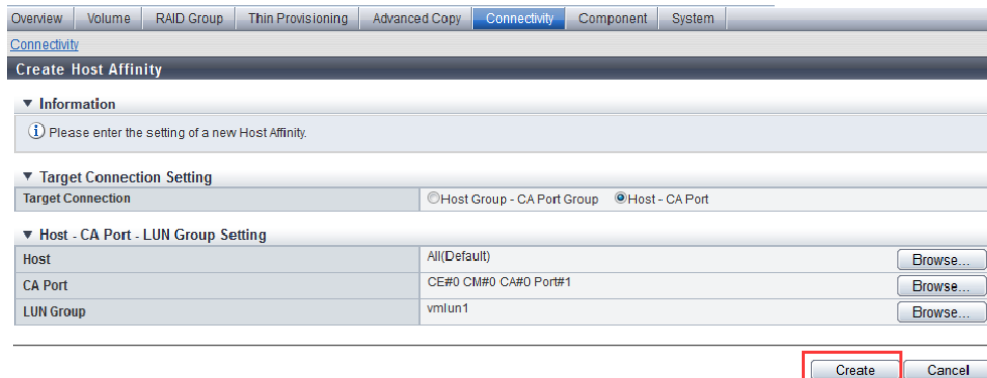 Overview Volume RAID Group Thin Provisioning Advanced Copy Connectivity Component System
Connectivity
Create Host Affinity
▼ Information
Please enter the setting of a new Host Affinity.
▼ Target Connection Setting
Target Connection Host Group - CA Port Group Host - CA Port
▼ Host - CA Port - LUN Group Setting
Host All(Default) Browse...
CA Port CE#0 CM#0 CA#0 Port#1 Browse...
LUN Group vmlun1 Browse...
Create Cancel